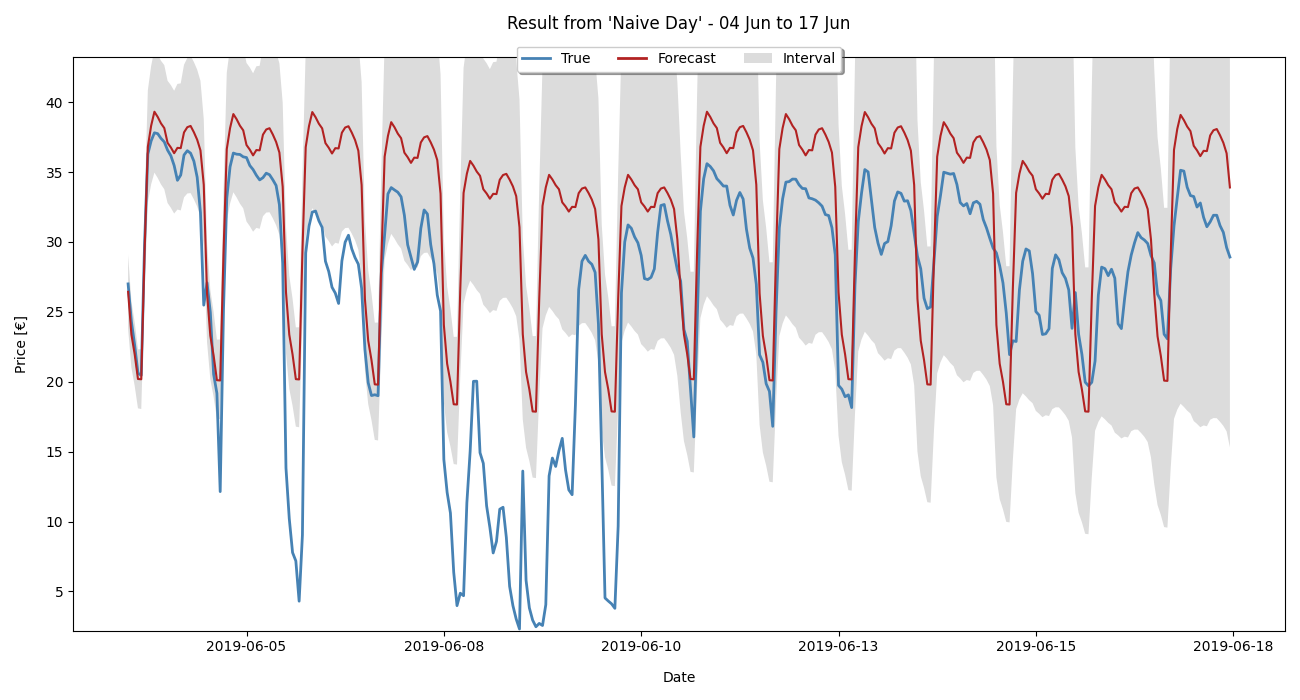 Result from 'Naive Day' - 04 Jun to 17 Jun
True Forecast Interval
40
35
30
25
20
15
10
5
Price [€]
2019-06-05 2019-06-08 2019-06-10 2019-06-13 2019-06-15 2019-06-18
Date